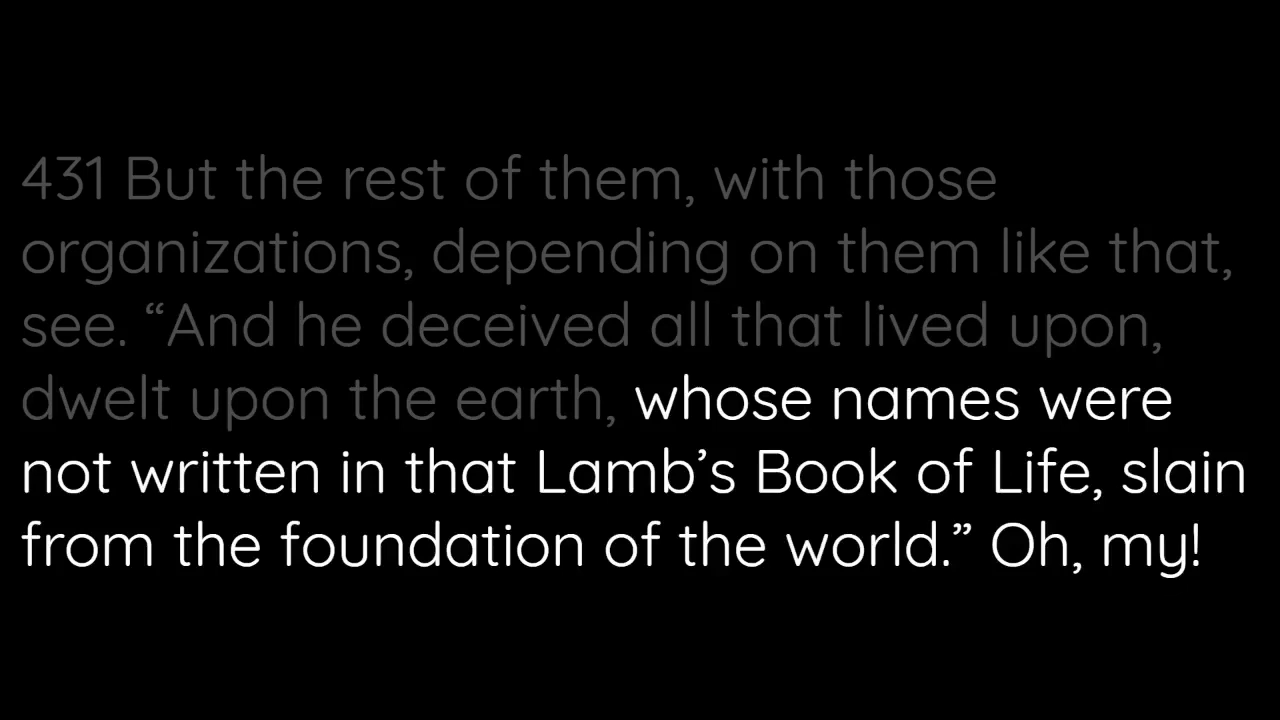 431 But the rest of them, with those
organizations, depending on them like that,
see. “And he deceived all that lived upon,
dwelt upon the earth, whose names were
not written in that Lamb’s Book of Life, slain
from the foundation of the world.” Oh, my!